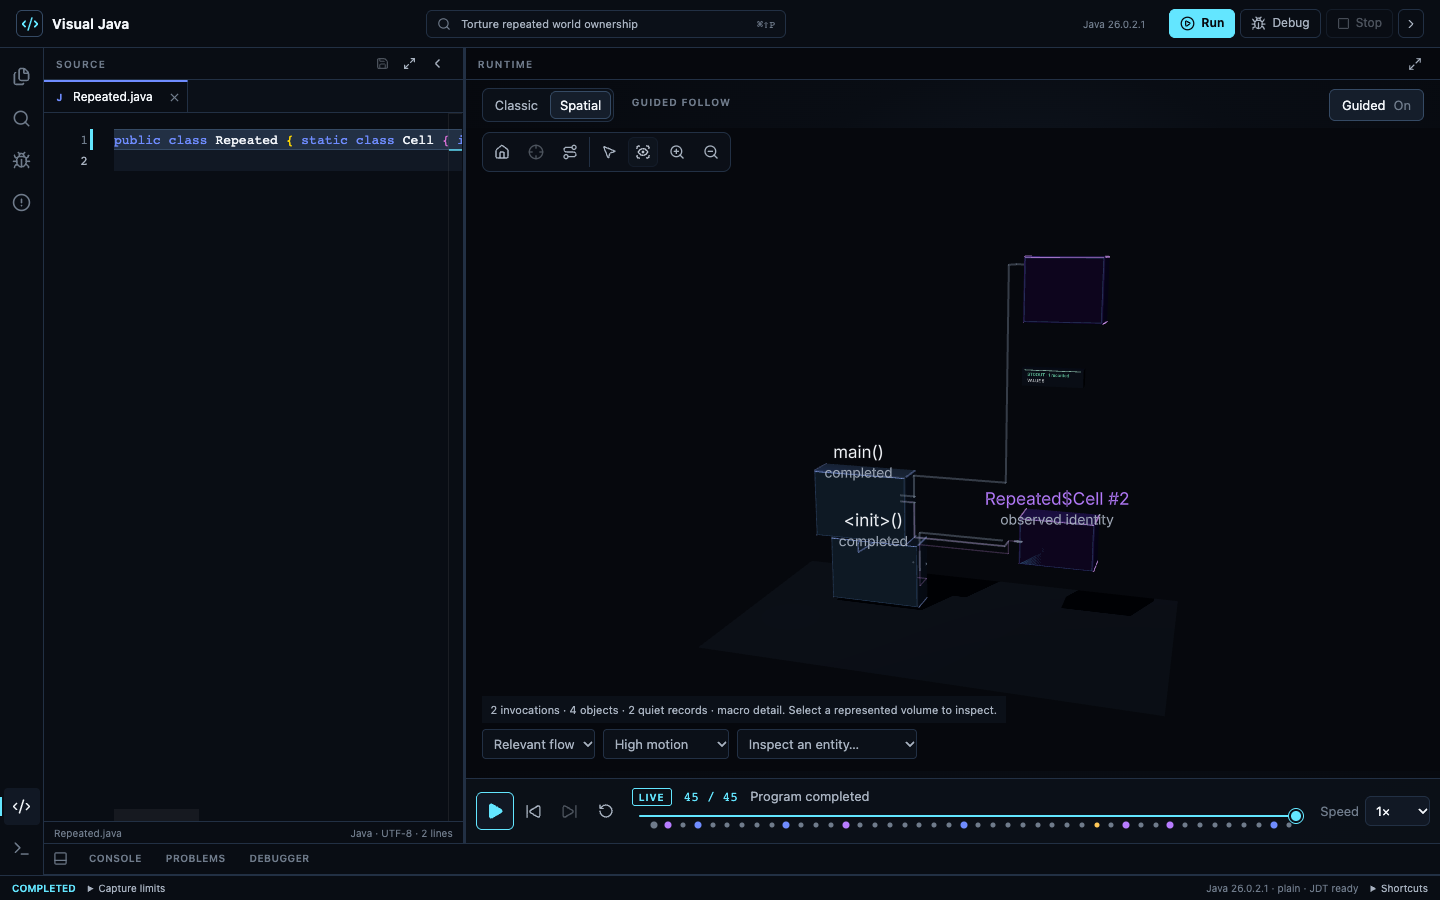 Visual Java
Torture repeated world ownership
⌘⇧P
Java 26.0.2.1
Run
Debug
Stop
SOURCE
RUNTIME
J Repeated.java
Classic
Spatial
GUIDED FOLLOW
Guided On
1 public class Repeated { static class Cell { i
2
VALUES
main()
completed
<init>()
completed
Repeated$Cell #2
observed identity
2 invocations · 4 objects · 2 quiet records · macro detail. Select a represented volume to inspect.
Relevant flow
High motion
Inspect an entity...
LIVE 45 / 45 Program completed
Speed 1×
Repeated.java
Java · UTF-8 · 2 lines
CONSOLE PROBLEMS DEBUGGER
COMPLETED Capture limits
Java 26.0.2.1 · plain · JDT ready Shortcuts